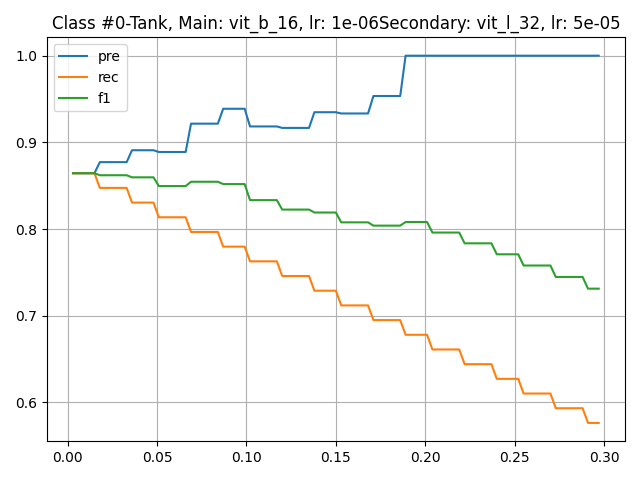 Class #0-Tank, Main: vit_b_16, lr: 1e-06Secondary: vit_l_32, lr: 5e-05
pre
rec
f1
1.0
0.9
0.8
0.7
0.6
0.00 0.05 0.10 0.15 0.20 0.25 0.30